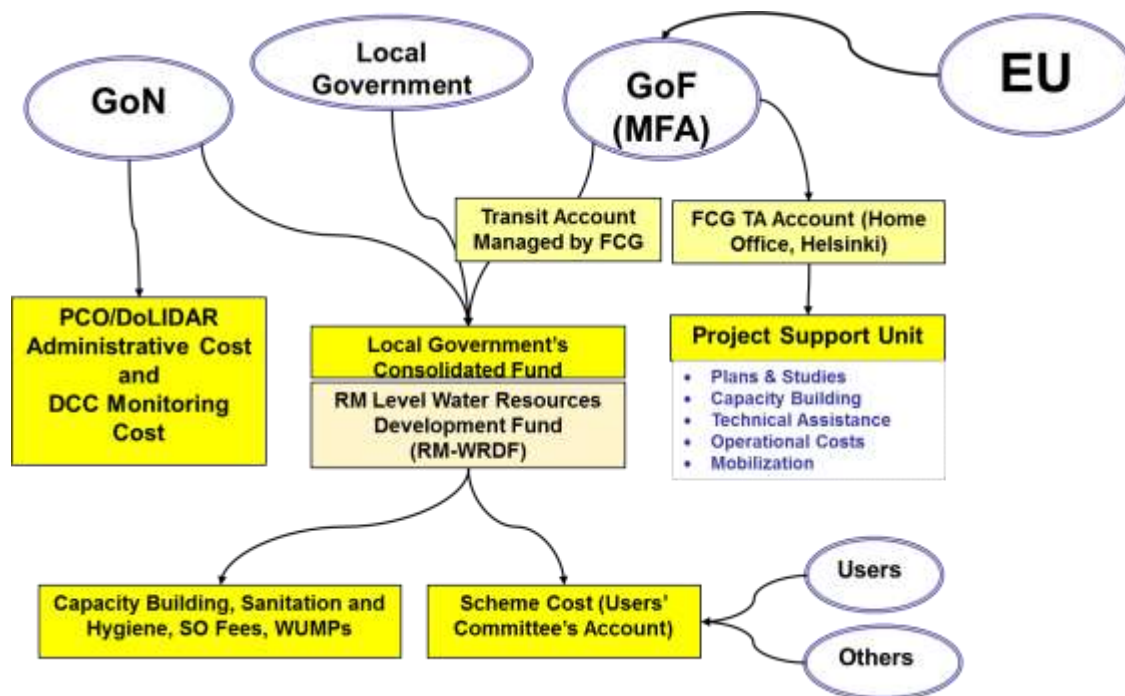 GoN
Local
Government
GoF
(MFA)
EU
Transit Account
Managed by FCG
FCG TA Account (Home
Office, Helsinki)
PCO/DoLIDAR
Administrative Cost
and
DCC Monitoring
Cost
Local Government's
Consolidated Fund
RM Level Water Resources
Development Fund
(RM-WRDF)
Project Support Unit
• Plans & Studies
• Capacity Building
• Technical Assistance
• Operational Costs
• Mobilization
Capacity Building, Sanitation and
Hygiene, SO Fees, WUMPs
Scheme Cost (Users'
Committee's Account)
Users
Others